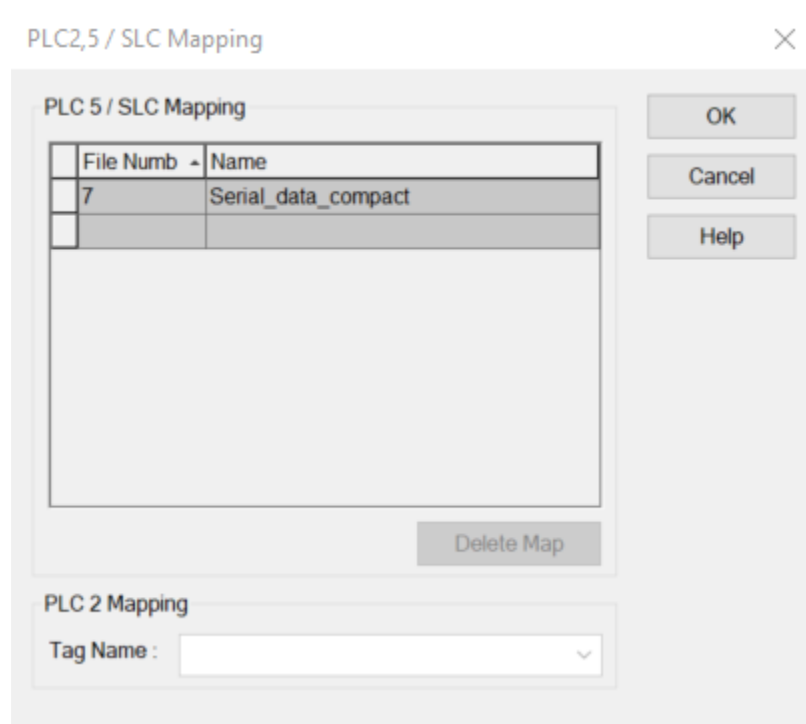 PLC2,5 / SLC Mapping
PLC 5 / SLC Mapping
File Numb Name
7 Serial_data_compact
Delete Map
PLC 2 Mapping
Tag Name :
OK
Cancel
Help